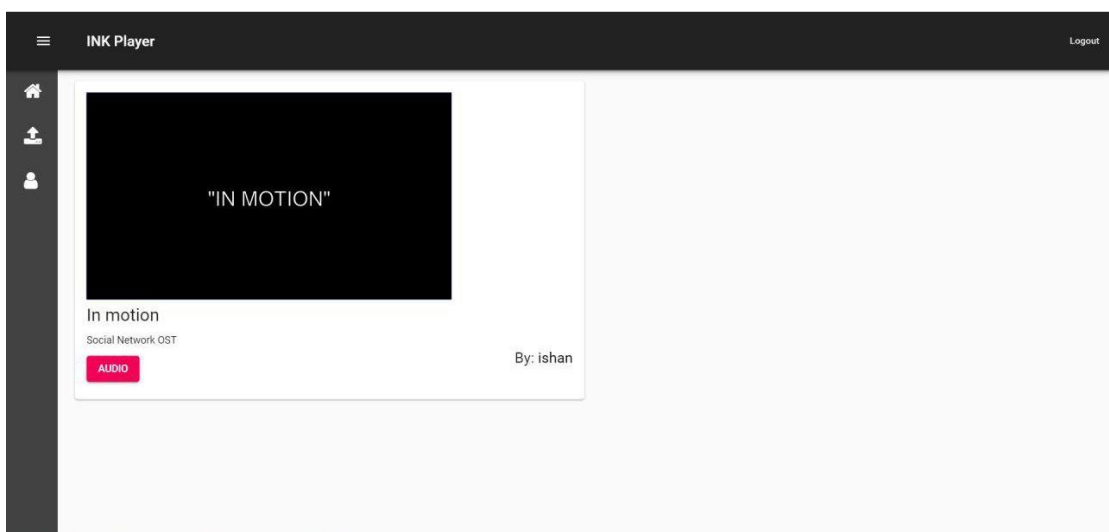 INK Player
Logout
"IN MOTION"
In motion
Social Network OST
AUDIO
By: ishan